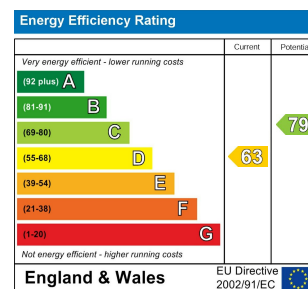 Energy Efficiency Rating
Current Potentia
Very energy efficient - lower running costs
(92 plus) A
(81-91) B
(69-80) C
79
(55-68) D
63
(39-54) E
(21-38) F
(1-20) G
Not energy efficient - higher running costs
England & Wales
EU Directive
2002/91/EC